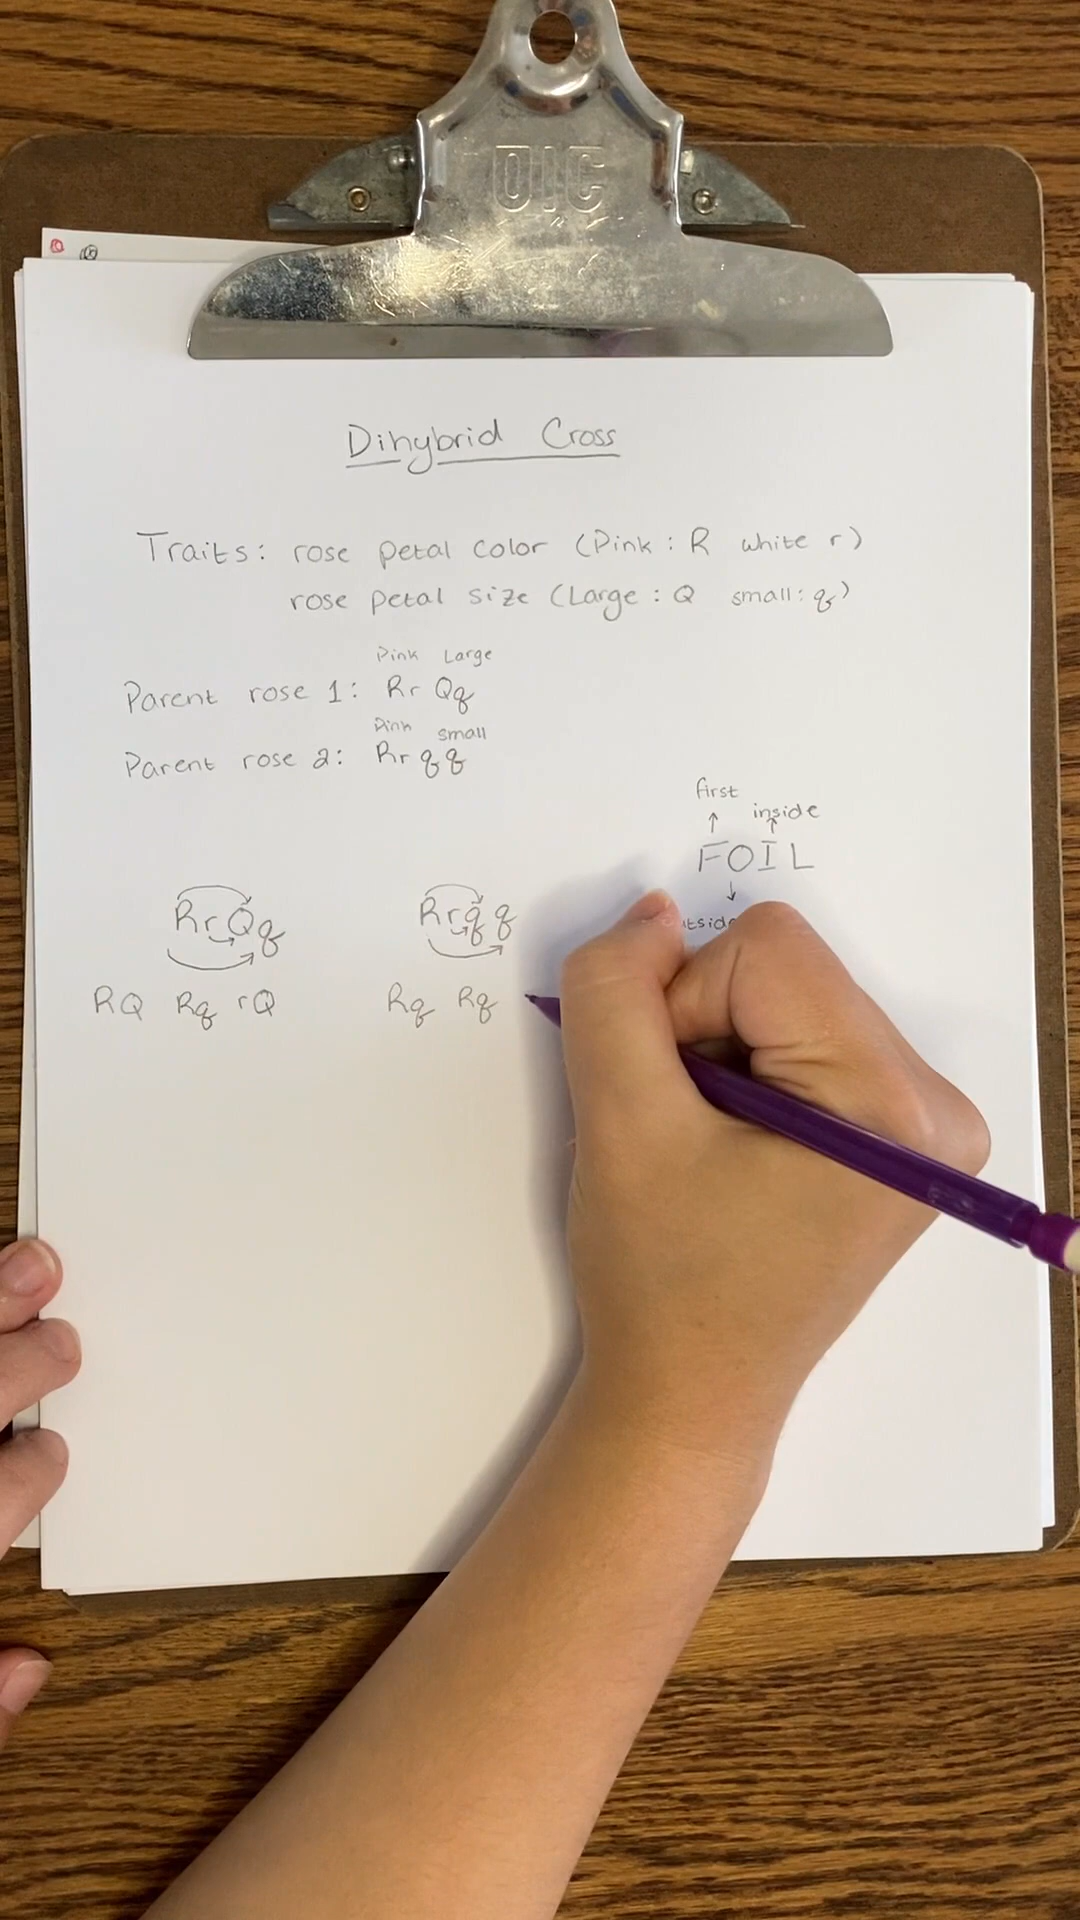 OIC
Dihybrid Cross
Traits: rose petal color (Pink: R white r)
rose petal size (Large: Q small: q)
Pink Large
Parent rose 1: Rr Qq
Pink small
Parent rose 2: Rr qq
first
inside
FOIL
RrQq
Rrqq
RQ Rq rQ
Rq Rq